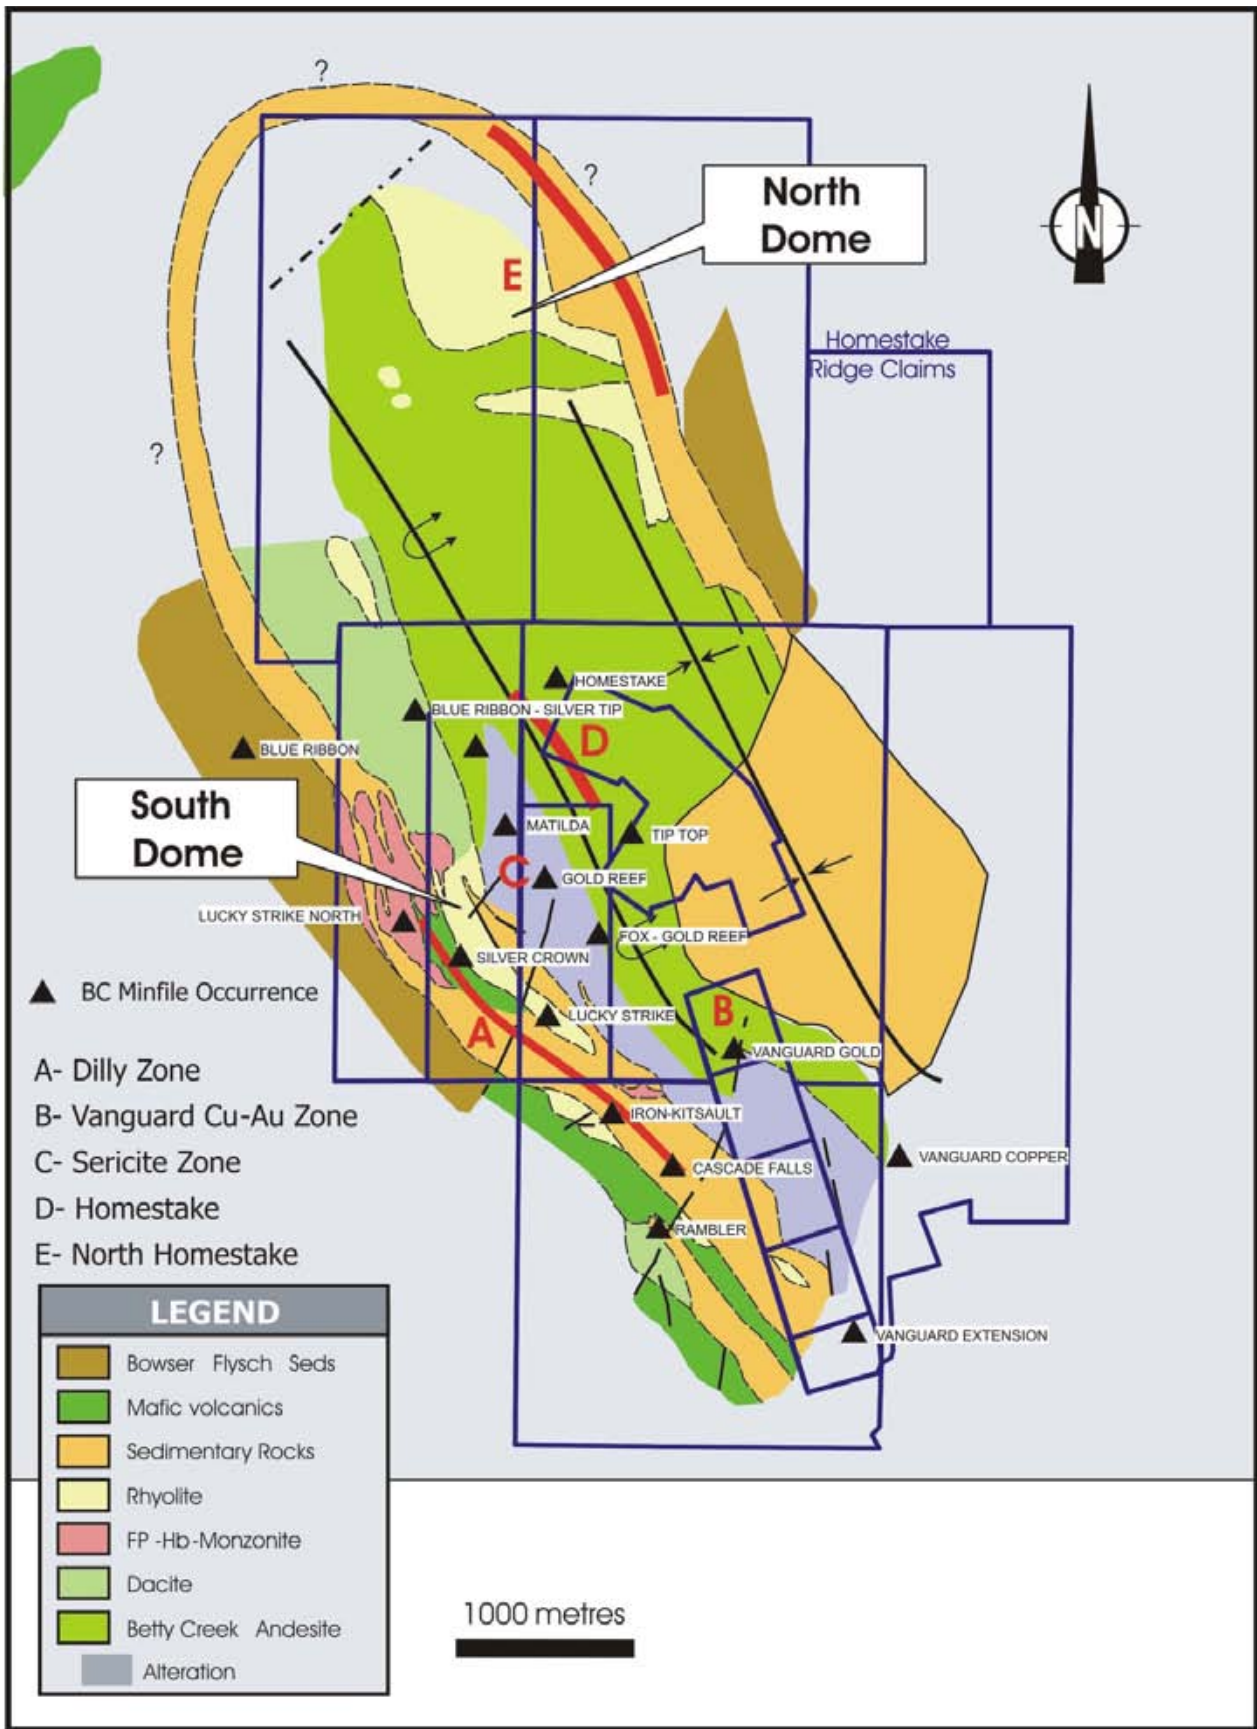 ?
?
North
Dome
N
E
Homestake
Ridge Claims
?
HOMESTAKE
BLUE RIBBON - SILVER TIP
D
BLUE RIBBON
South
Dome
MATILDA
TIP TOP
C
GOLD REEF
LUCKY STRIKE NORTH
FOX - GOLD REEF
SILVER CROWN
BC Minfile Occurrence
LUCKY STRIKE
B
A
VANGUARD GOLD
A- Dilly Zone
B- Vanguard Cu-Au Zone
C- Sericite Zone
D- Homestake
E- North Homestake
IRON-KITSAULT
VANGUARD COPPER
CASCADE FALLS
RAMBLER
VANGUARD EXTENSION
LEGEND
Bowser Flysch Seds
Mafic volcanics
Sedimentary Rocks
Rhyolite
FP -Hb-Monzonite
Dacite
Betty Creek Andesite
Alteration
1000 metres